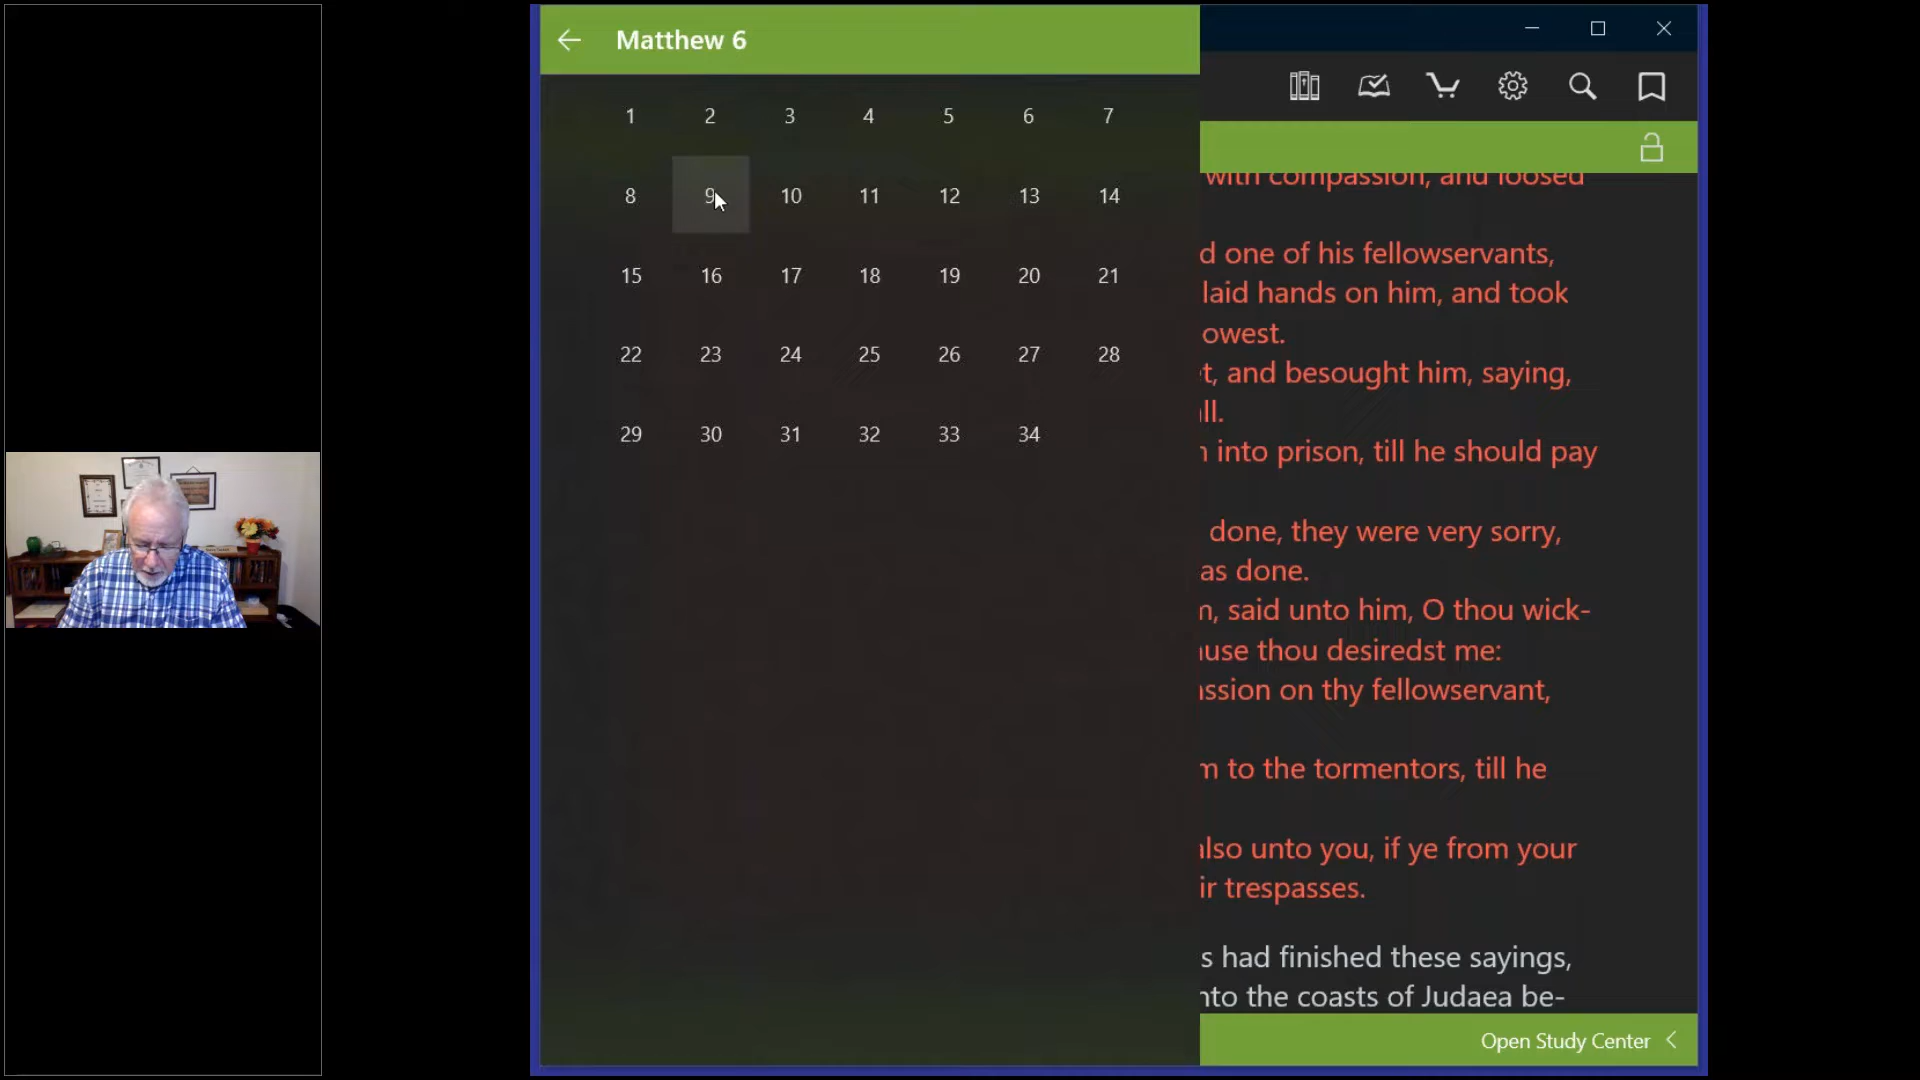 Matthew 6
1 2 3 4 5 6 7
8 9 10 11 12 13 14
15 16 17 18 19 20 21
22 23 24 25 26 27 28
29 30 31 32 33 34
with compassion, and loosed
d one of his fellowservants,
laid hands on him, and took
owest.
t, and besought him, saying,
ll.
n into prison, till he should pay
done, they were very sorry,
as done.
m, said unto him, O thou wick-
use thou desiredst me:
ssion on thy fellowservant,
m to the tormentors, till he
also unto you, if ye from your
ir trespasses.
s had finished these sayings,
nto the coasts of Judaea be-
Open Study Center